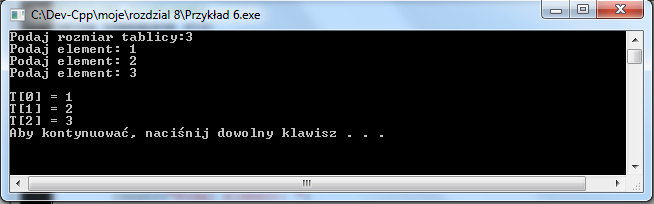 C:\Dev-Cpp\moje\rozdzial 8\Przykład 6.exe
Podaj rozmiar tablicy:3
Podaj element: 1
Podaj element: 2
Podaj element: 3
T[0] = 1
T[1] = 2
T[2] = 3
Aby kontynuować, naciśnij dowolny klawisz . . .